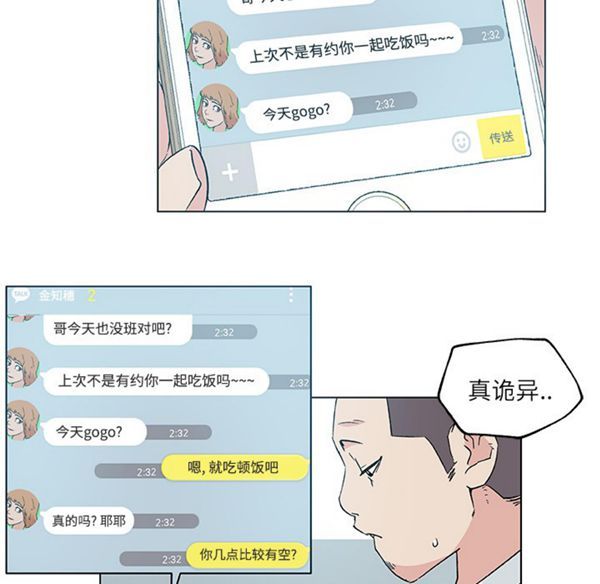 哥今天
上次不是有约你一起吃饭吗~~~
2:32
今天gogo?
2:32
传送
TALK
金知穗 2
哥今天也没班对吧?
2:32
上次不是有约你一起吃饭吗~~~
2:32
今天gogo?
2:32
2:32
嗯, 就吃顿饭吧
真的吗? 耶耶
2:32
2:32
你几点比较有空?
真诡异..